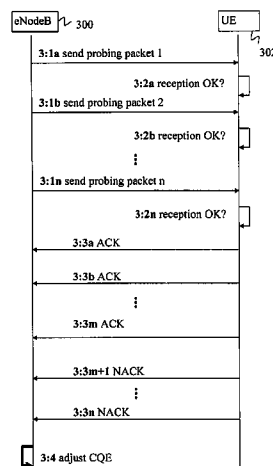 eNodeB
300
UE
302
3:1a send probing packet 1
3:2a reception OK?
3:1b send probing packet 2
3:2b reception OK?
3:1n send probing packet n
3:2n reception OK?
3:3a ACK
3:3b ACK
3:3m ACK
3:3m+1 NACK
3:3n NACK
3:4 adjust CQE